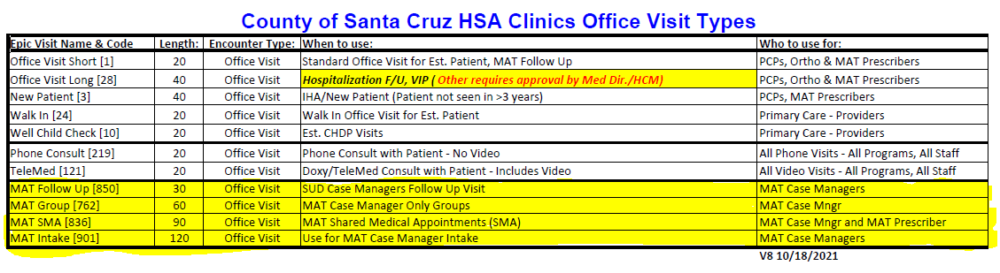 County of Santa Cruz HSA Clinics Office Visit Types
Epic Visit Name & Code Length: Encounter Type: When to use: Who to use for:
Office Visit Short [1] 20 Office Visit Standard Office Visit for Est. Patient, MAT Follow Up PCPs, Ortho & MAT Prescribers
Office Visit Long [28] 40 Office Visit Hospitalization F/U, VIP ( Other requires approval by Med Dir./HCM) PCPs, Ortho & MAT Prescribers
New Patient [3] 40 Office Visit IHA/New Patient (Patient not seen in >3 years) PCPs, MAT Prescribers
Walk In [24] 20 Office Visit Walk In Office Visit for Est. Patient Primary Care - Providers
Well Child Check [10] 20 Office Visit Est. CHDP Visits Primary Care - Providers
Phone Consult [219] 20 Office Visit Phone Consult with Patient - No Video All Phone Visits - All Programs, All Staff
TeleMed [121] 20 Office Visit Doxy/TeleMed Consult with Patient - Includes Video All Video Visits - All Programs, All Staff
MAT Follow Up [850] 30 Office Visit SUD Case Managers Follow Up Visit MAT Case Managers
MAT Group [762] 60 Office Visit MAT Case Manager Only Groups MAT Case Mngr
MAT SMA [836] 90 Office Visit MAT Shared Medical Appointments (SMA) MAT Case Mngr and MAT Prescriber
MAT Intake [901] 120 Office Visit Use for MAT Case Manager Intake MAT Case Managers
V8 10/18/2021